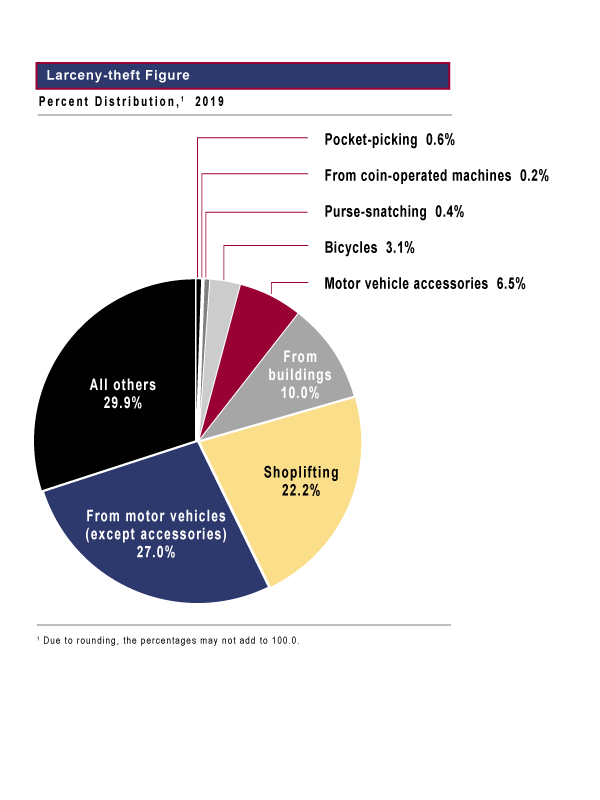 Larceny-theft Figure
Percent Distribution,¹ 2019
Pocket-picking 0.6%
From coin-operated machines 0.2%
Purse-snatching 0.4%
Bicycles 3.1%
Motor vehicle accessories 6.5%
From
buildings
10.0%
All others
29.9%
Shoplifting
22.2%
From motor vehicles
(except accessories)
27.0%
¹ Due to rounding, the percentages may not add to 100.0.